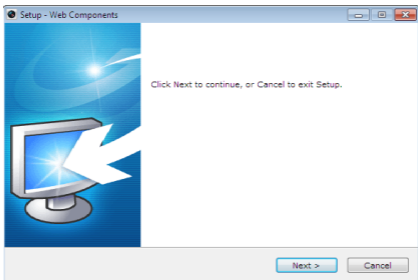 Setup - Web Components
Click Next to continue, or Cancel to exit Setup.
Next >
Cancel